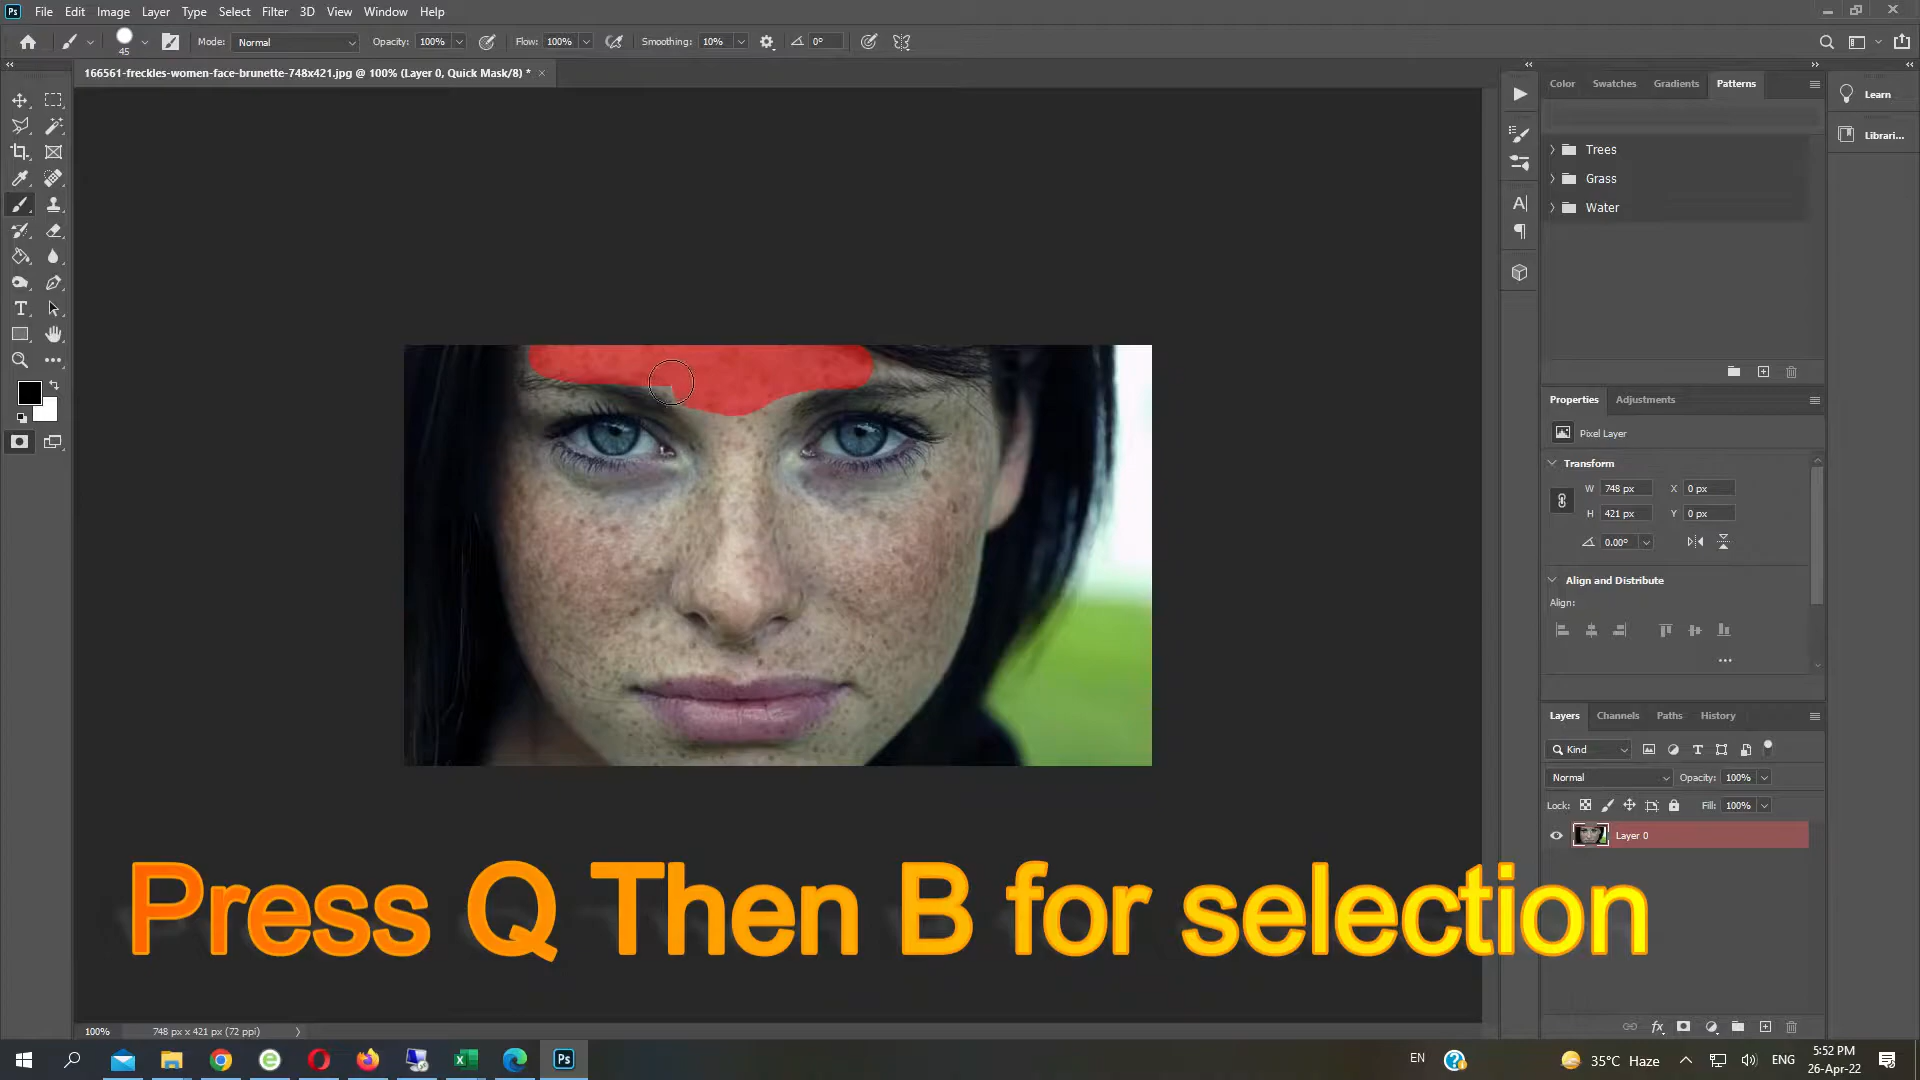 Ps File Edit Image Layer Type Select Filter 3D View Window Help
45 Mode: Normal Opacity: 100% Flow: 100% Smoothing: 10% 0°
166561-freckles-women-face-brunette-748x421.jpg @ 100% (Layer 0, Quick Mask/8) *
Color Swatches Gradients Patterns
Learn
Librari...
Trees
Grass
Water
Properties Adjustments
Pixel Layer
Transform
W 748 px X 0 px
H 421 px Y 0 px
0.00°
Align and Distribute
Align:
Layers Channels Paths History
Kind
Normal Opacity: 100%
Lock: Fill: 100%
Layer 0
Press Q Then B for selection
100% 748 px x 421 px (72 ppi)
Ps EN 35°C Haze ENG 5:52 PM
26-Apr-22